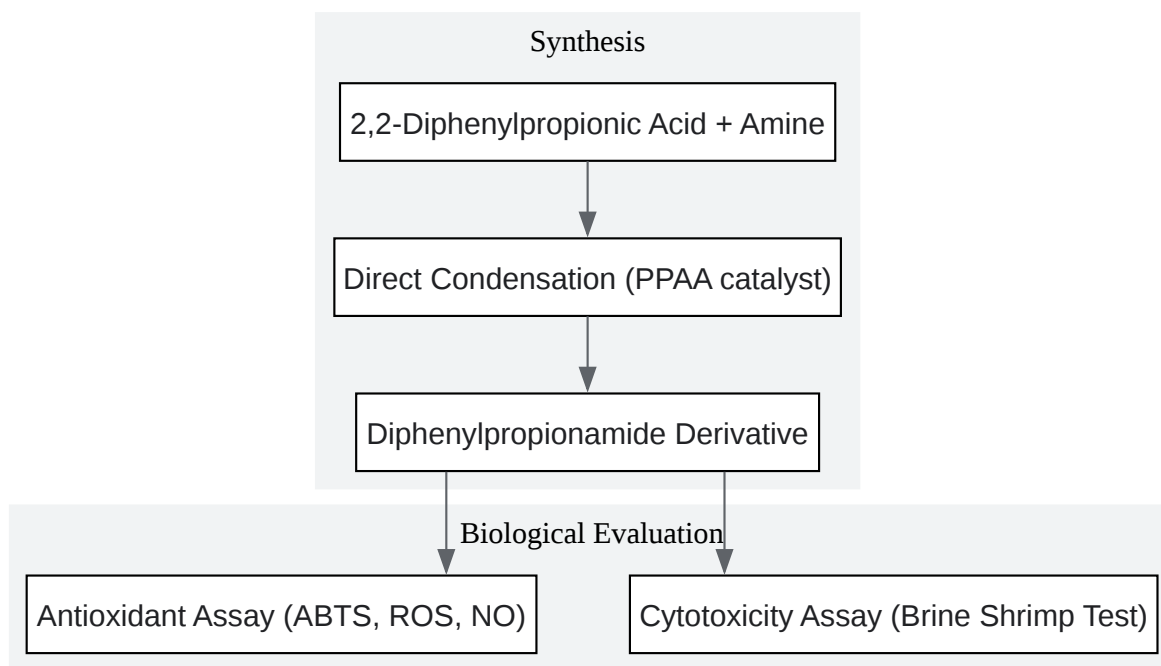 Synthesis
2,2-Diphenylpropionic Acid + Amine
Direct Condensation (PPAA catalyst)
Diphenylpropionamide Derivative
Biological Evaluation
Antioxidant Assay (ABTS, ROS, NO)
Cytotoxicity Assay (Brine Shrimp Test)